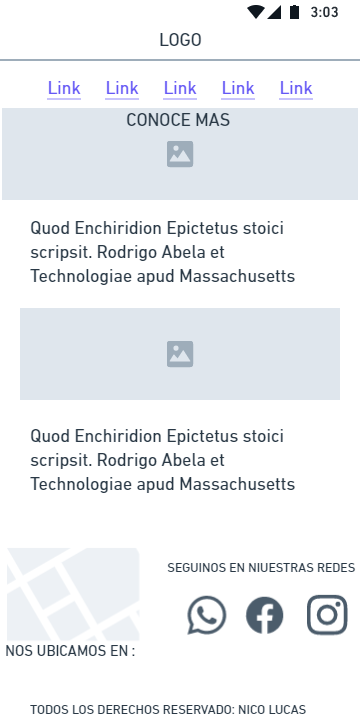 3:03
LOGO
Link Link Link Link Link
CONOCE MAS
Quod Enchiridion Epictetus stoici
scripsit. Rodrigo Abela et
Technologiae apud Massachusetts
Quod Enchiridion Epictetus stoici
scripsit. Rodrigo Abela et
Technologiae apud Massachusetts
SEGUINOS EN NIUESTRAS REDES
NOS UBICAMOS EN :
TODOS LOS DERECHOS RESERVADO: NICO LUCAS